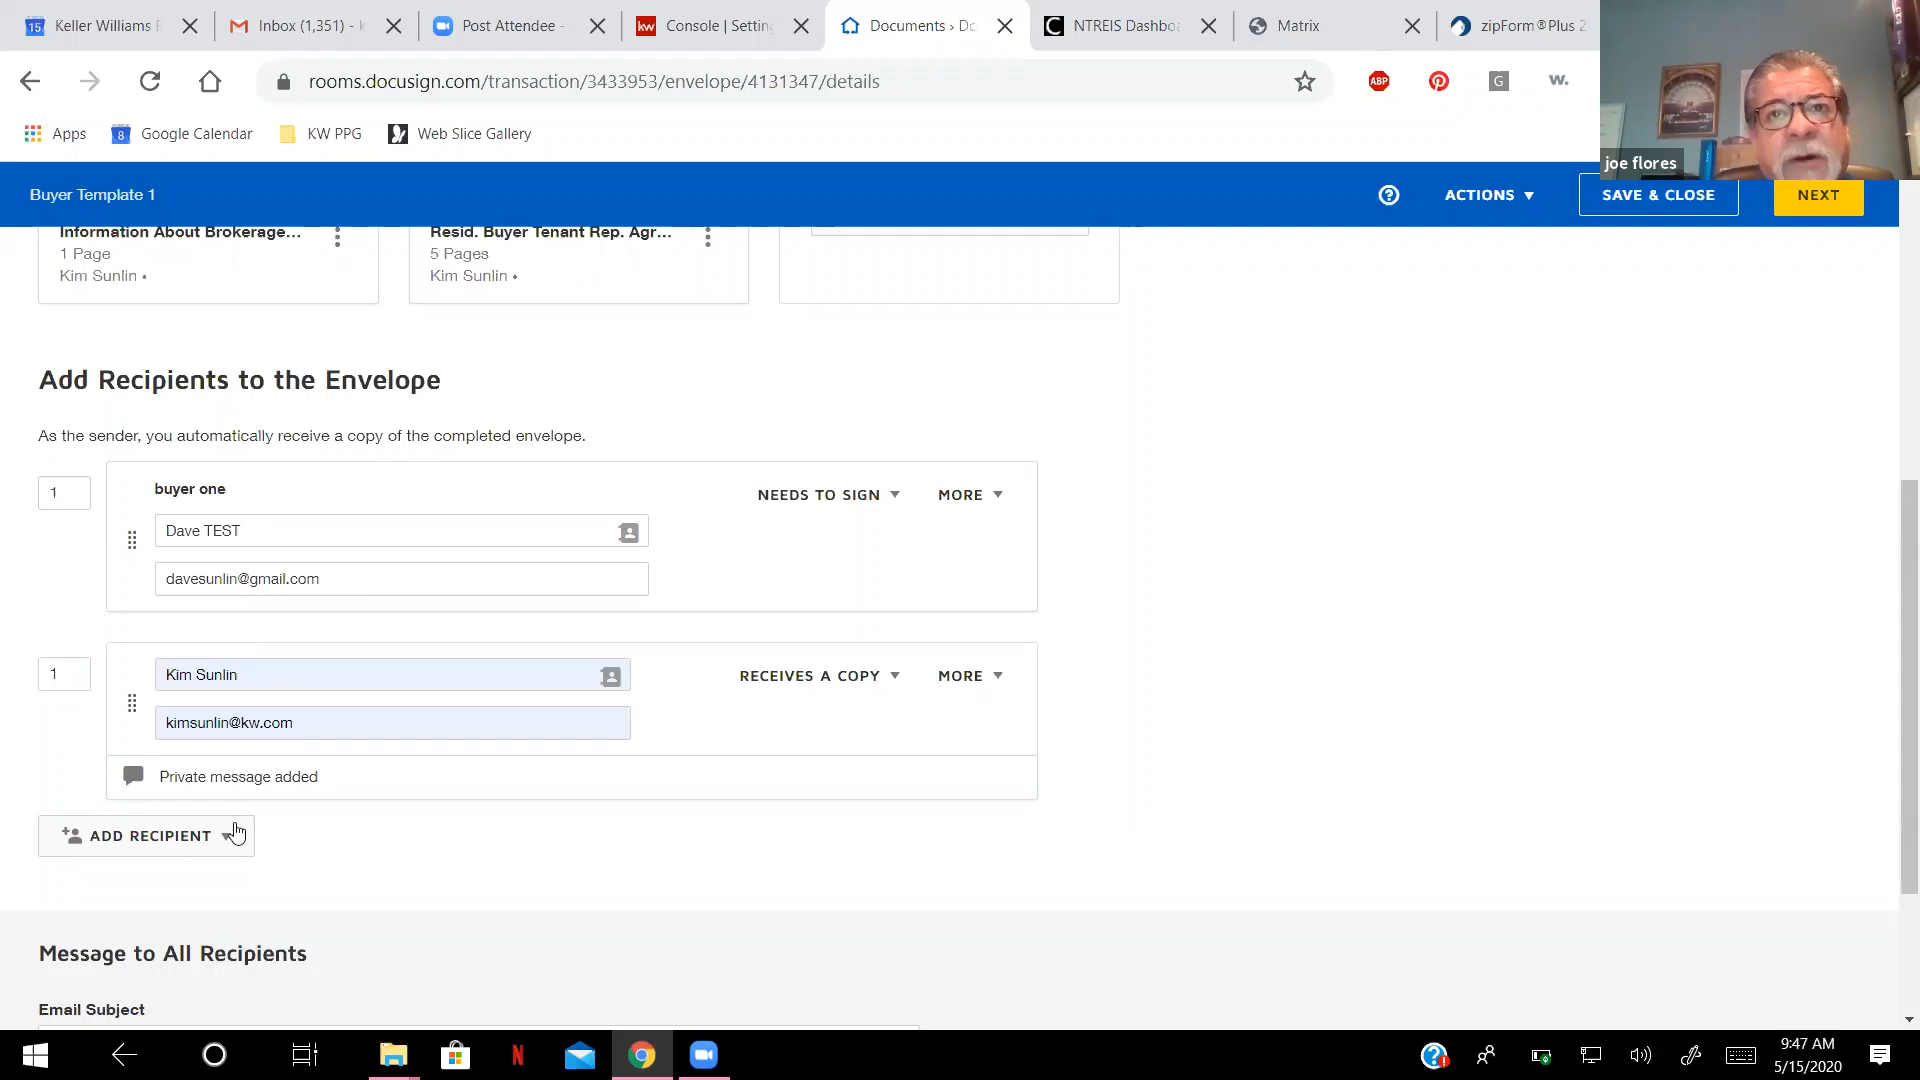 15 Keller Williams R
Inbox (1,351) - k
Post Attendee -
kw Console | Setting
Documents › Do
NTREIS Dashbo
Matrix
zipForm®Plus 2
rooms.docusign.com/transaction/3433953/envelope/4131347/details
ABP
G
w.
Apps
8 Google Calendar
KW PPG
Web Slice Gallery
joe flores
Buyer Template 1
ACTIONS
SAVE & CLOSE
NEXT
Information About Brokerage...
1 Page
Kim Sunlin •
Resid. Buyer Tenant Rep. Agr...
5 Pages
Kim Sunlin •
Add Recipients to the Envelope
As the sender, you automatically receive a copy of the completed envelope.
1
buyer one
NEEDS TO SIGN
MORE
Dave TEST
davesunlin@gmail.com
1
Kim Sunlin
RECEIVES A COPY
MORE
kimsunlin@kw.com
Private message added
ADD RECIPIENT
Message to All Recipients
Email Subject
9:47 AM
5/15/2020